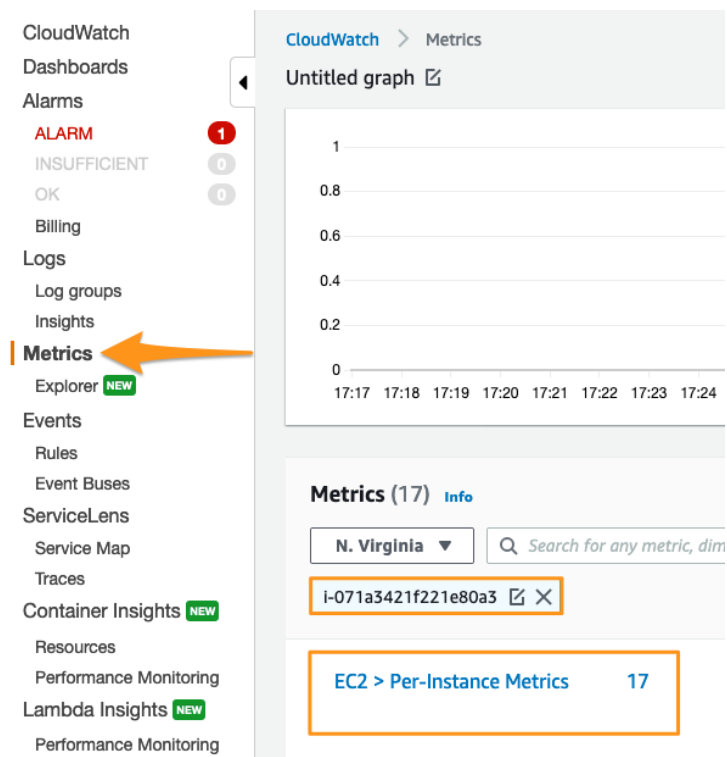 CloudWatch
Dashboards
Alarms
ALARM 1
INSUFFICIENT 0
OK 0
Billing
Logs
Log groups
Insights
Metrics
Explorer NEW
Events
Rules
Event Buses
ServiceLens
Service Map
Traces
Container Insights NEW
Resources
Performance Monitoring
Lambda Insights NEW
Performance Monitoring
CloudWatch > Metrics
Untitled graph
1
0.8
0.6
0.4
0.2
0
17:17 17:18 17:19 17:20 17:21 17:22 17:23 17:24
Metrics (17) Info
N. Virginia
Search for any metric, dim
i-071a3421f221e80a3
EC2 > Per-Instance Metrics 17